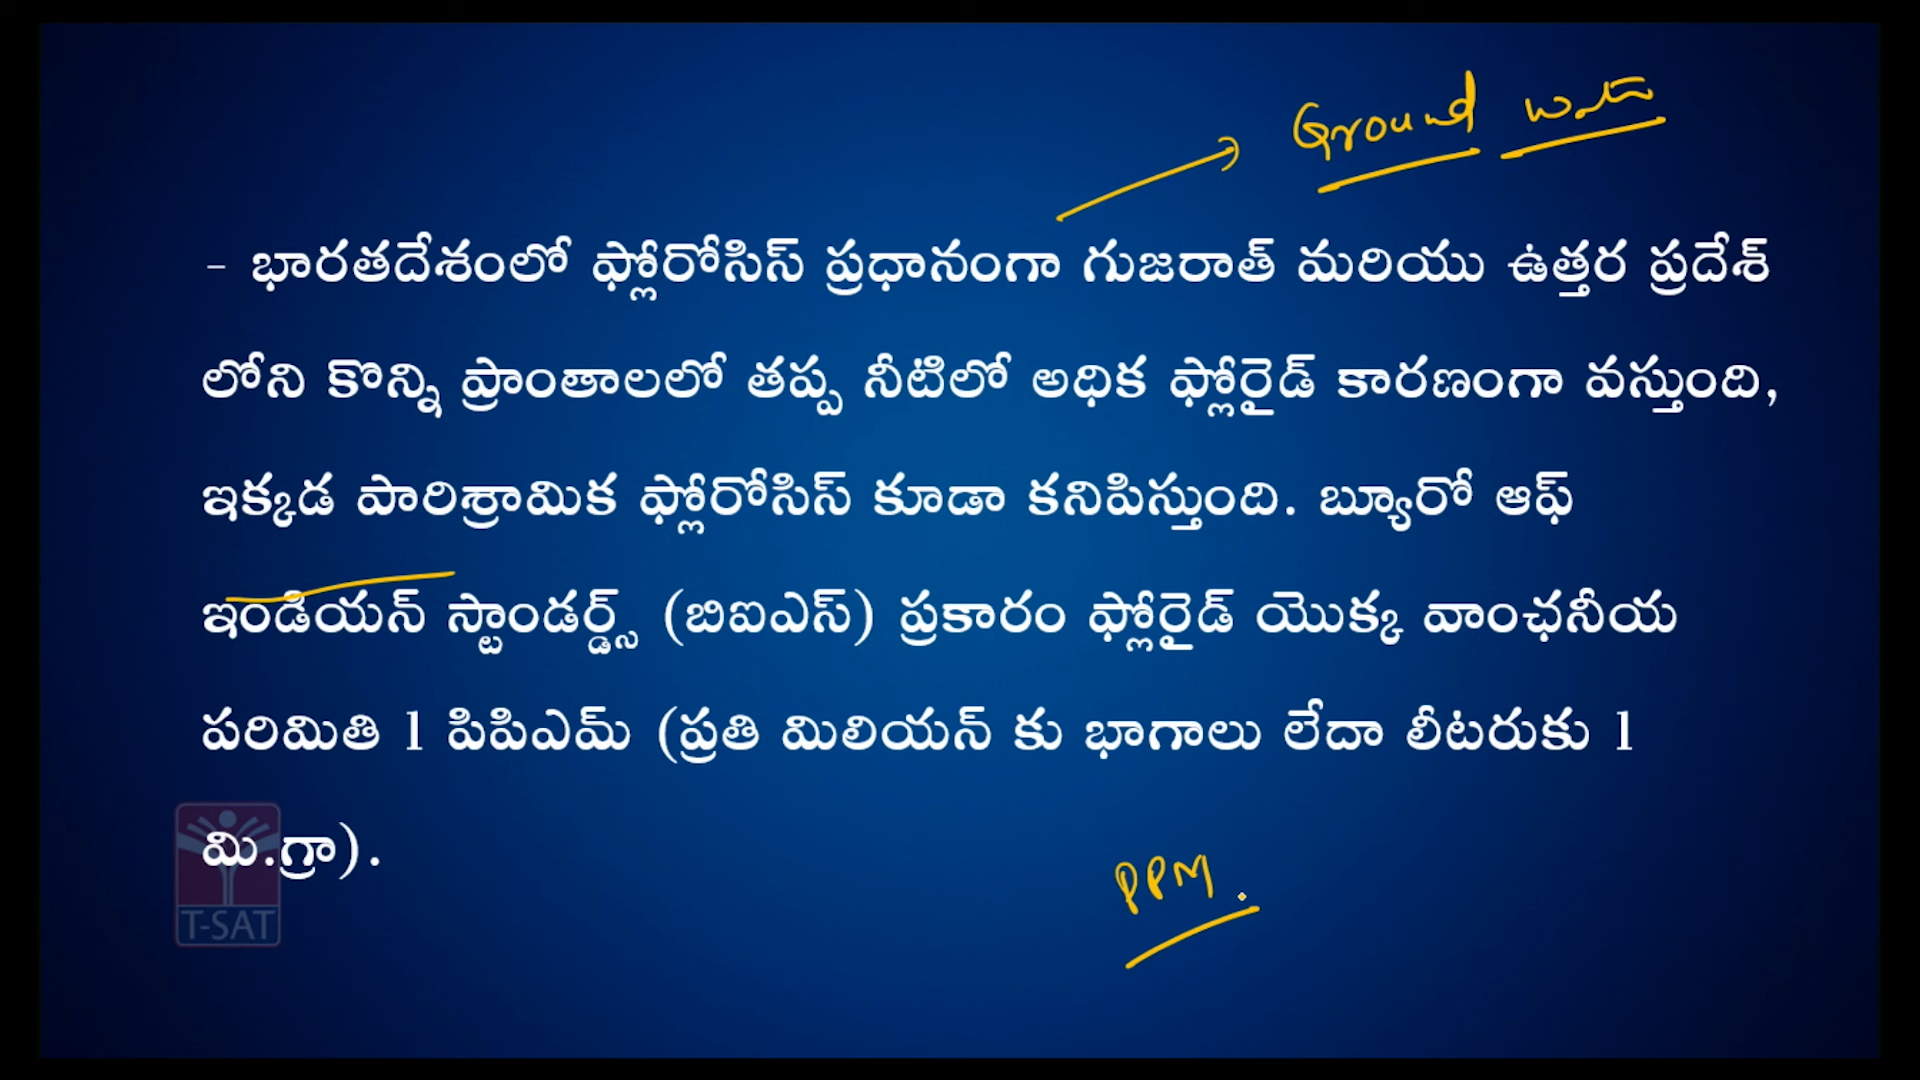 Ground
- భారతదేశంలో ఫ్లోరోసిస్ ప్రధానంగా గుజరాత్ మరియు ఉత్తర ప్రదేశ్
లోని కొన్ని ప్రాంతాలలో తప్ప నీటిలో అధిక ఫ్లోరైడ్ కారణంగా వస్తుంది,
ఇక్కడ పారిశ్రామిక ఫ్లోరోసిస్ కూడా కనిపిస్తుంది. బ్యూరో ఆఫ్
ఇండియన్ స్టాండర్డ్స్ (బిఐఎస్) ప్రకారం ఫ్లోరైడ్ యొక్క వాంఛనీయ
పరిమితి 1 పిపిఎమ్ (ప్రతి మిలియన్ కు భాగాలు లేదా లీటరుకు 1
మి.గ్రా).
PPM
T-SAT